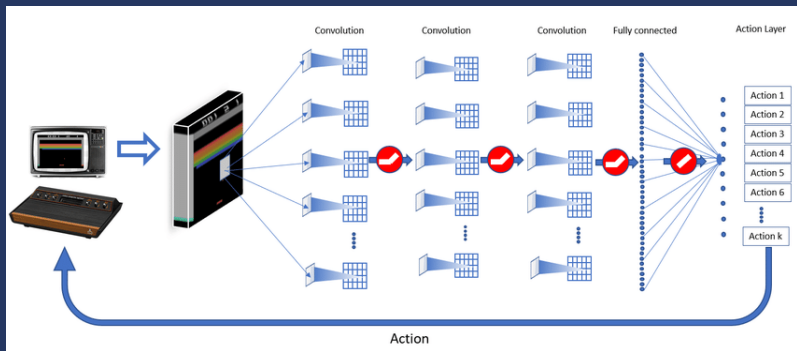 Convolution
Convolution
Convolution
Fully connected
Action Layer
Action 1
Action 2
Action 3
Action 4
Action 5
Action 6
Action k
Action